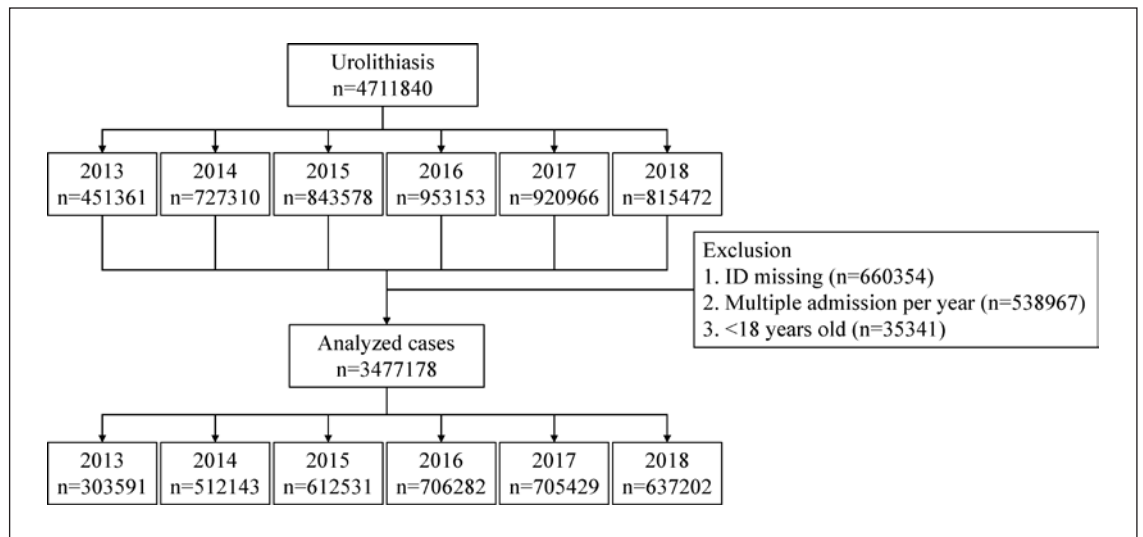 Urolithiasis
n=4711840
2013
n=451361
2014
n=727310
2015
n=843578
2016
n=953153
2017
n=920966
2018
n=815472
Exclusion
1. ID missing (n=660354)
2. Multiple admission per year (n=538967)
3. <18 years old (n=35341)
Analyzed cases
n=3477178
2013
n=303591
2014
n=512143
2015
n=612531
2016
n=706282
2017
n=705429
2018
n=637202